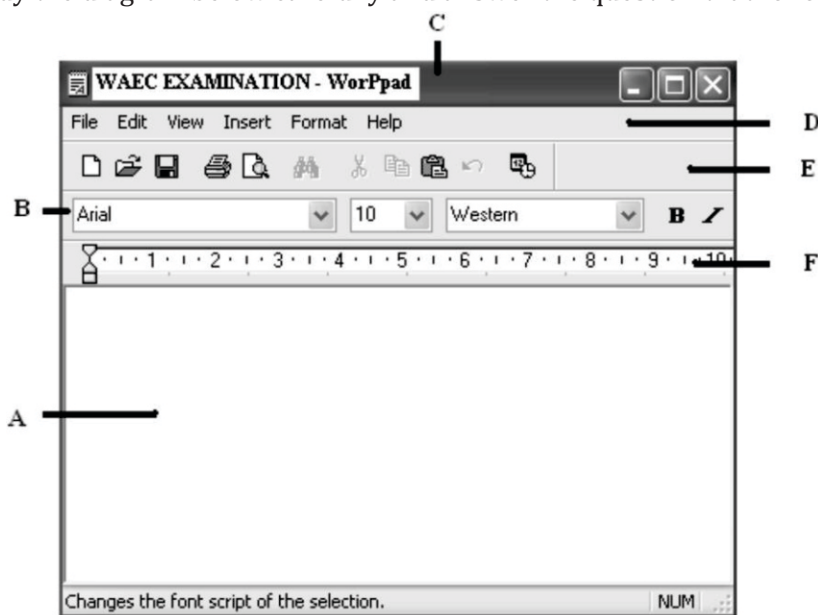 C
WAEC EXAMINATION - WorPpad
File Edit View Insert Format Help
D
E
B
Arial 10 Western B I
1 2 3 4 5 6 7 8 9 10
F
A
Changes the font script of the selection. NUM